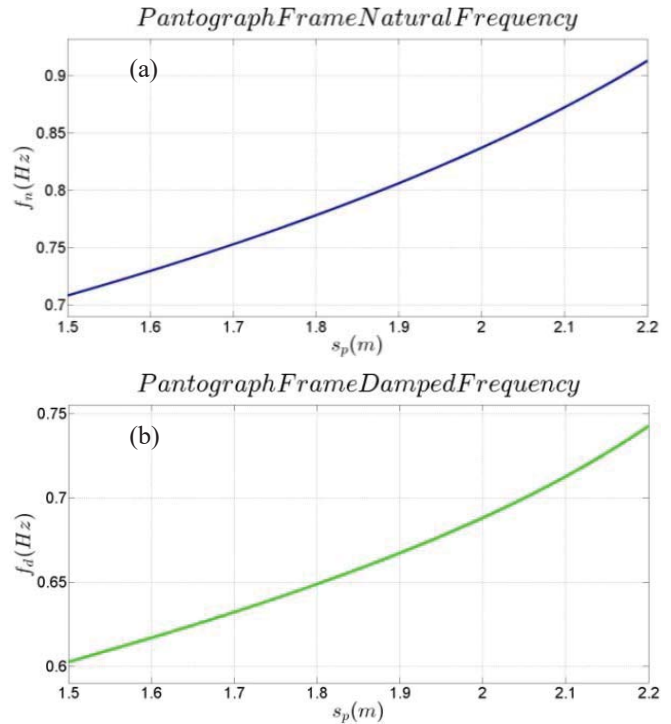 PantographFrameNaturalFrequency
(a)
f_n(Hz)
0.9
0.85
0.8
0.75
0.7
1.5 1.6 1.7 1.8 1.9 2 2.1 2.2
s_p(m)
PantographFrameDampedFrequency
(b)
f_d(Hz)
0.75
0.7
0.65
0.6
1.5 1.6 1.7 1.8 1.9 2 2.1 2.2
s_p(m)